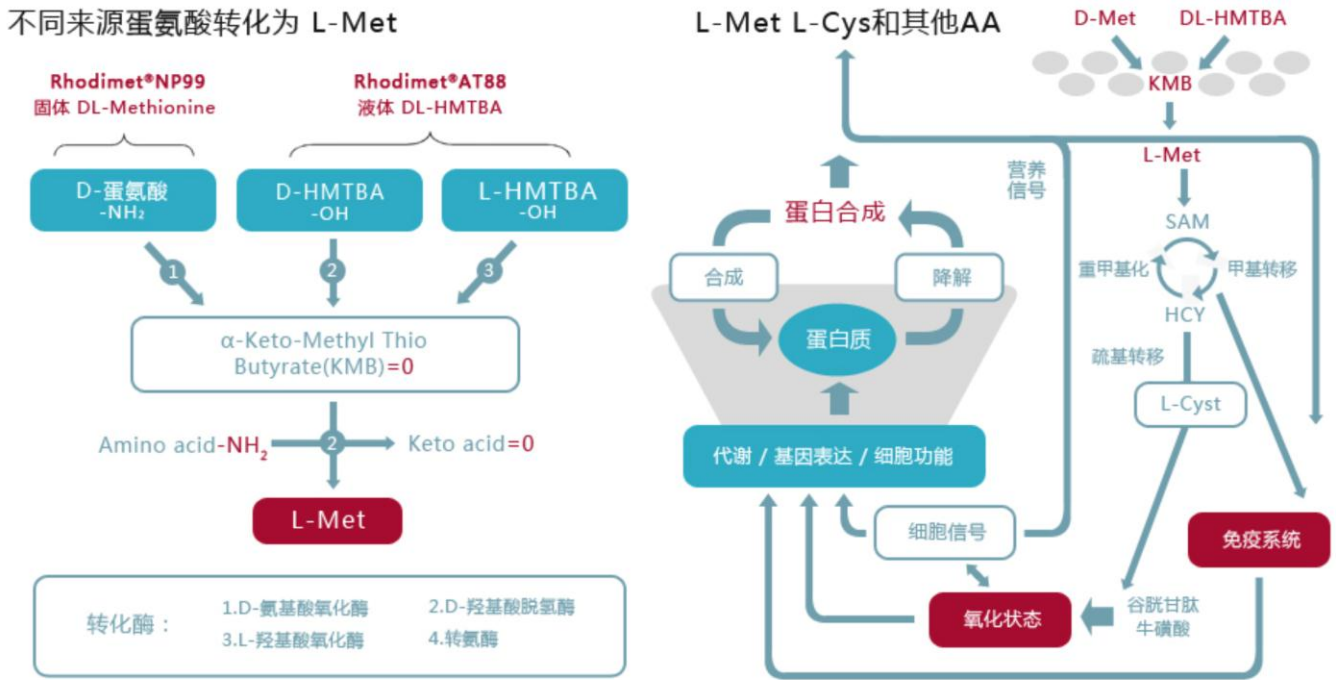 不同来源蛋氨酸转化为 L-Met
Rhodimet®NP99
固体 DL-Methionine
Rhodimet®AT88
液体 DL-HMTBA
D-蛋氨酸
-NH₂
D-HMTBA
-OH
L-HMTBA
-OH
1
2
3
α-Keto-Methyl Thio
Butyrate(KMB)=0
Amino acid-NH₂
2
Keto acid=0
L-Met
转化酶：
1.D-氨基酸氧化酶
2.D-羟基酸脱氢酶
3.L-羟基酸氧化酶
4.转氨酶
L-Met L-Cys和其他AA
D-Met
DL-HMTBA
KMB
L-Met
营养
信号
蛋白合成
合成
降解
蛋白质
SAM
重甲基化
甲基转移
HCY
疏基转移
L-Cyst
代谢 / 基因表达 / 细胞功能
细胞信号
免疫系统
氧化状态
谷胱甘肽
牛磺酸